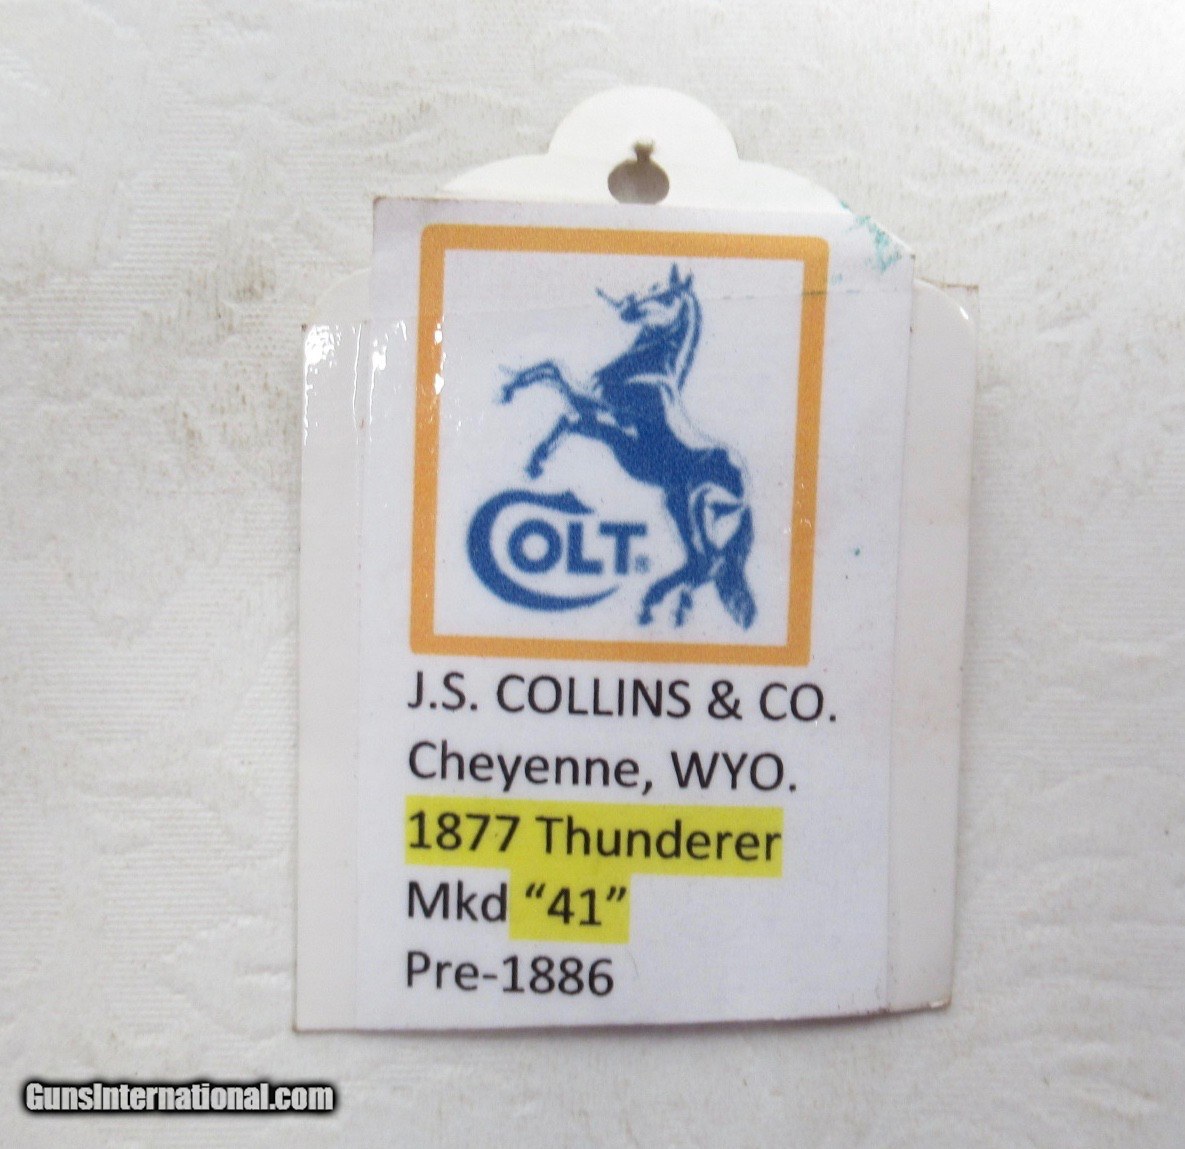 COLT®
J.S. COLLINS & CO.
Cheyenne, WYO.
1877 Thunderer
Mkd “41”
Pre-1886
GunsInternational.com